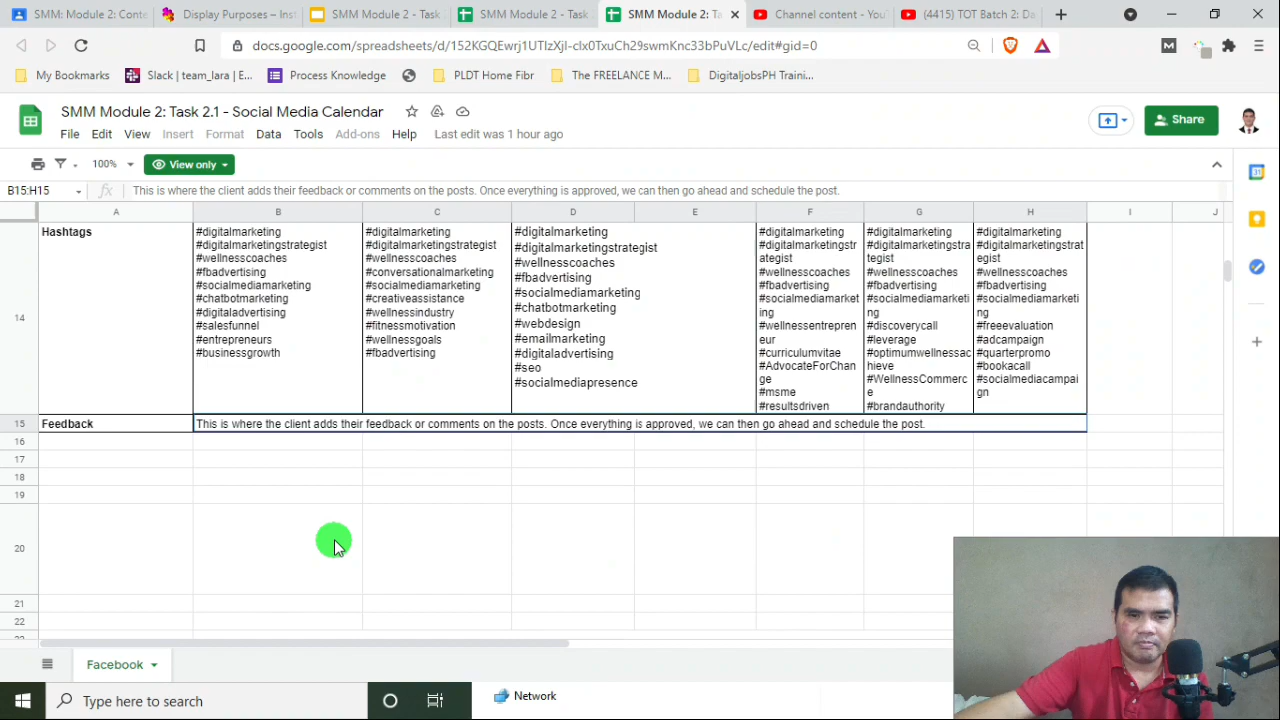 SMM: Module 2: Cont
Display Purposes – Inst
SMM Module 2 - Task
SMM Module 2 - Task
SMM Module 2: Ta
Channel content - You
(4415) TOT Batch 2: Da
docs.google.com/spreadsheets/d/152KGQEwrj1UTlzXjl-clx0TxuCh29swmKnc33bPuVLc/edit#gid=0
My Bookmarks
Slack | team_lara | E...
Process Knowledge
PLDT Home Fibr
The FREELANCE M...
DigitaljobsPH Traini...
SMM Module 2: Task 2.1 - Social Media Calendar
File Edit View Insert Format Data Tools Add-ons Help Last edit was 1 hour ago
Share
100%
View only
B15:H15
fx
This is where the client adds their feedback or comments on the posts. Once everything is approved, we can then go ahead and schedule the post.
A B C D E F G H I J
14
Hashtags
#digitalmarketing
#digitalmarketingstrategist
#wellnesscoaches
#fbadvertising
#socialmediamarketing
#chatbotmarketing
#digitaladvertising
#salesfunnel
#entrepreneurs
#businessgrowth
#digitalmarketing
#digitalmarketingstrategist
#wellnesscoaches
#conversationalmarketing
#socialmediamarketing
#creativeassistance
#wellnessindustry
#fitnessmotivation
#wellnessgoals
#fbadvertising
#digitalmarketing
#digitalmarketingstrategist
#wellnesscoaches
#fbadvertising
#socialmediamarketing
#chatbotmarketing
#webdesign
#emailmarketing
#digitaladvertising
#seo
#socialmediapresence
#digitalmarketing
#digitalmarketingstr
ategist
#wellnesscoaches
#fbadvertising
#socialmediamarket
ing
#wellnessentrepren
eur
#curriculumvitae
#AdvocateForChan
ge
#msme
#resultsdriven
#digitalmarketing
#digitalmarketingstra
tegist
#wellnesscoaches
#fbadvertising
#socialmediamarketi
ng
#discoverycall
#leverage
#optimumwellnessac
hieve
#WellnessCommerc
e
#brandauthority
#digitalmarketing
#digitalmarketingstrat
egist
#wellnesscoaches
#fbadvertising
#socialmediamarketi
ng
#freeevaluation
#adcampaign
#quarterpromo
#bookacall
#socialmediacampai
gn
15
Feedback
This is where the client adds their feedback or comments on the posts. Once everything is approved, we can then go ahead and schedule the post.
16
17
18
19
20
21
22
Facebook
Type here to search
Network